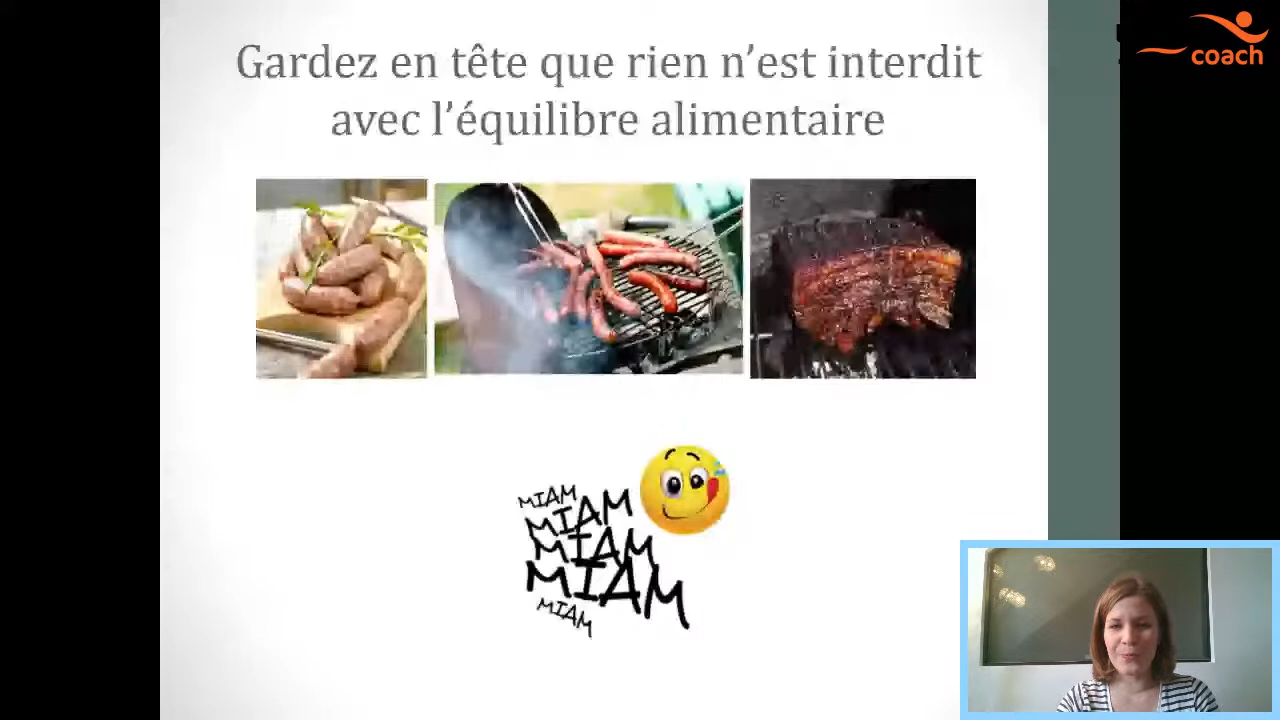 Gardez en tête que rien n’est interdit
avec l’équilibre alimentaire
coach
MIAM
MIAM
MIAM
MIAM
MIAM